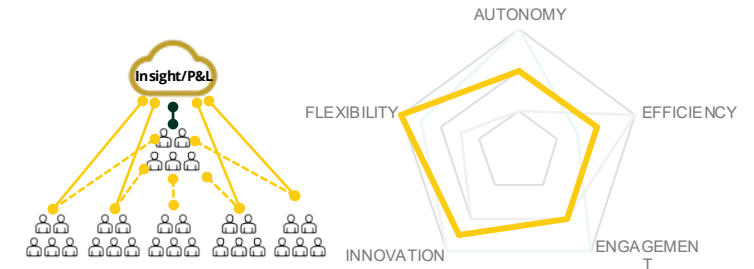 AUTONOMY
Insight/P&L
FLEXIBILITY
EFFICIENCY
INNOVATION
ENGAGEMEN
T